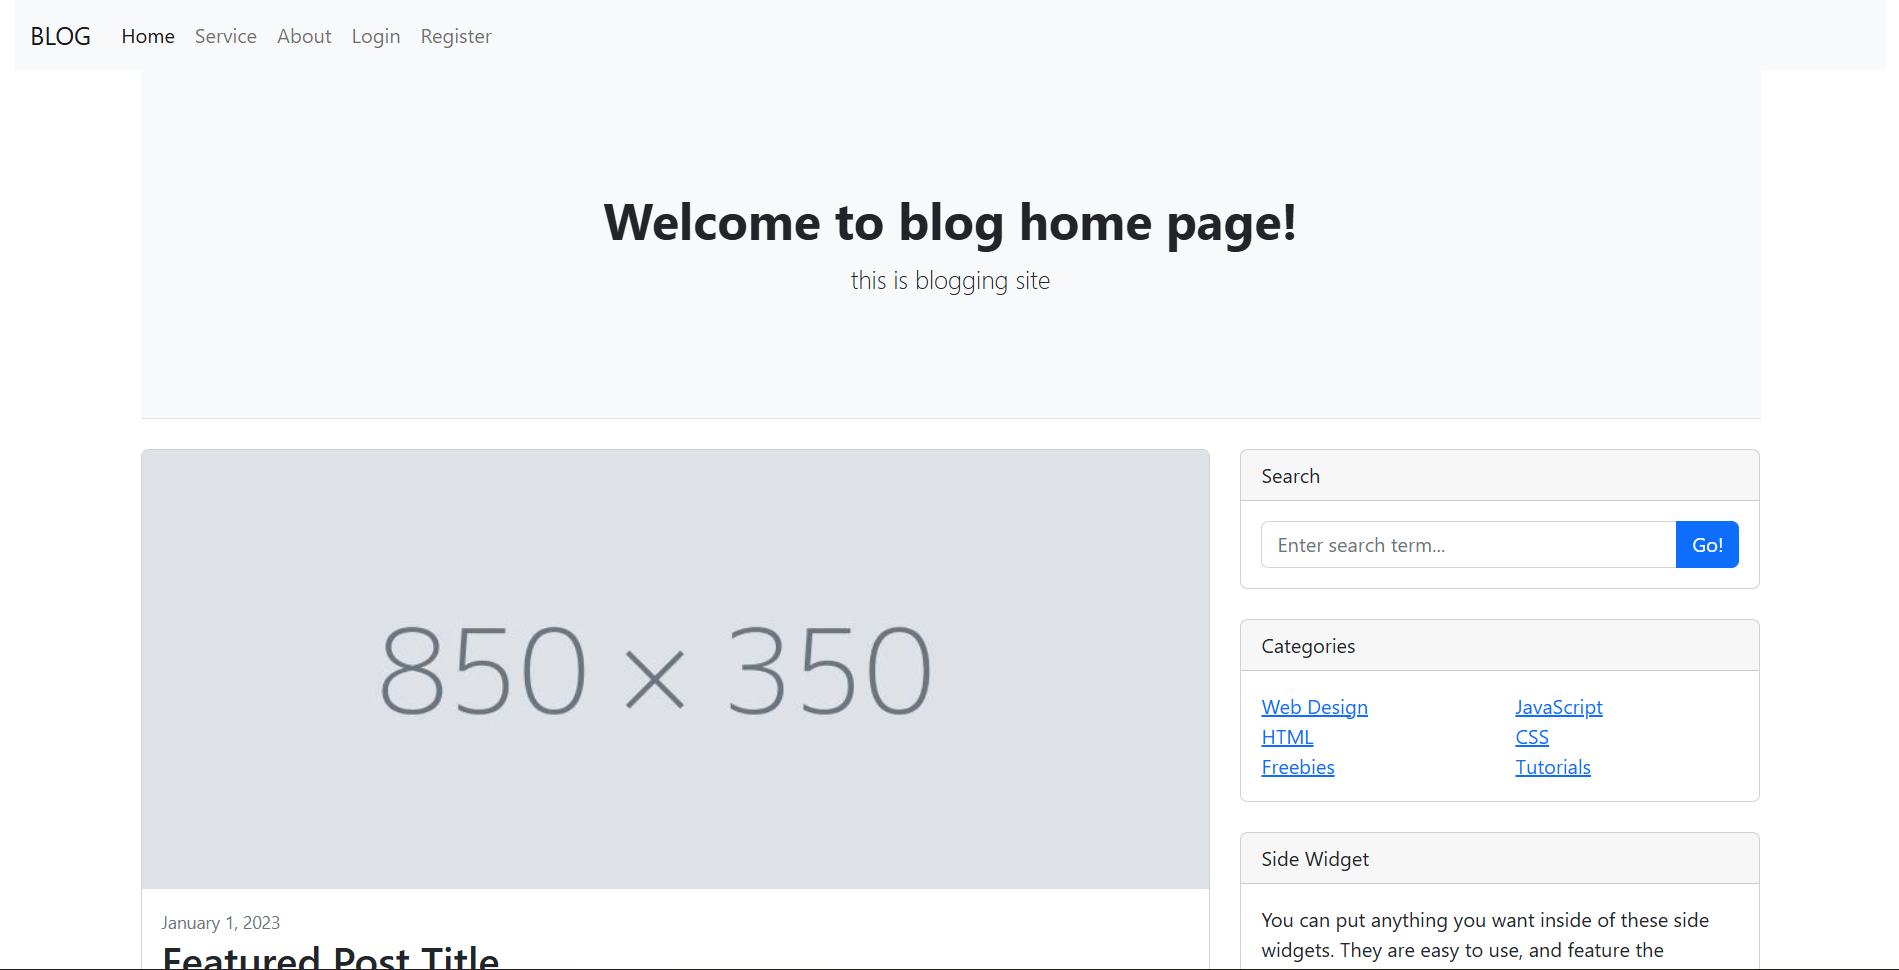 BLOG Home Service About Login Register
Welcome to blog home page!
this is blogging site
850 × 350
January 1, 2023
Featured Post Title
Search
Enter search term...
Go!
Categories
Web Design
HTML
Freebies
JavaScript
CSS
Tutorials
Side Widget
You can put anything you want inside of these side
widgets. They are easy to use, and feature the